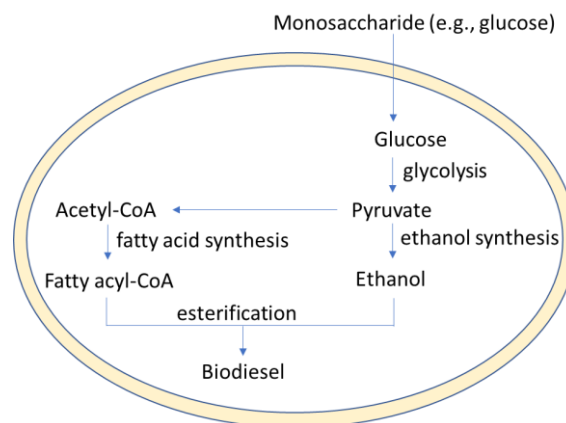 Monosaccharide (e.g., glucose)
Glucose
glycolysis
Acetyl-CoA
Pyruvate
fatty acid synthesis
ethanol synthesis
Fatty acyl-CoA
Ethanol
esterification
Biodiesel